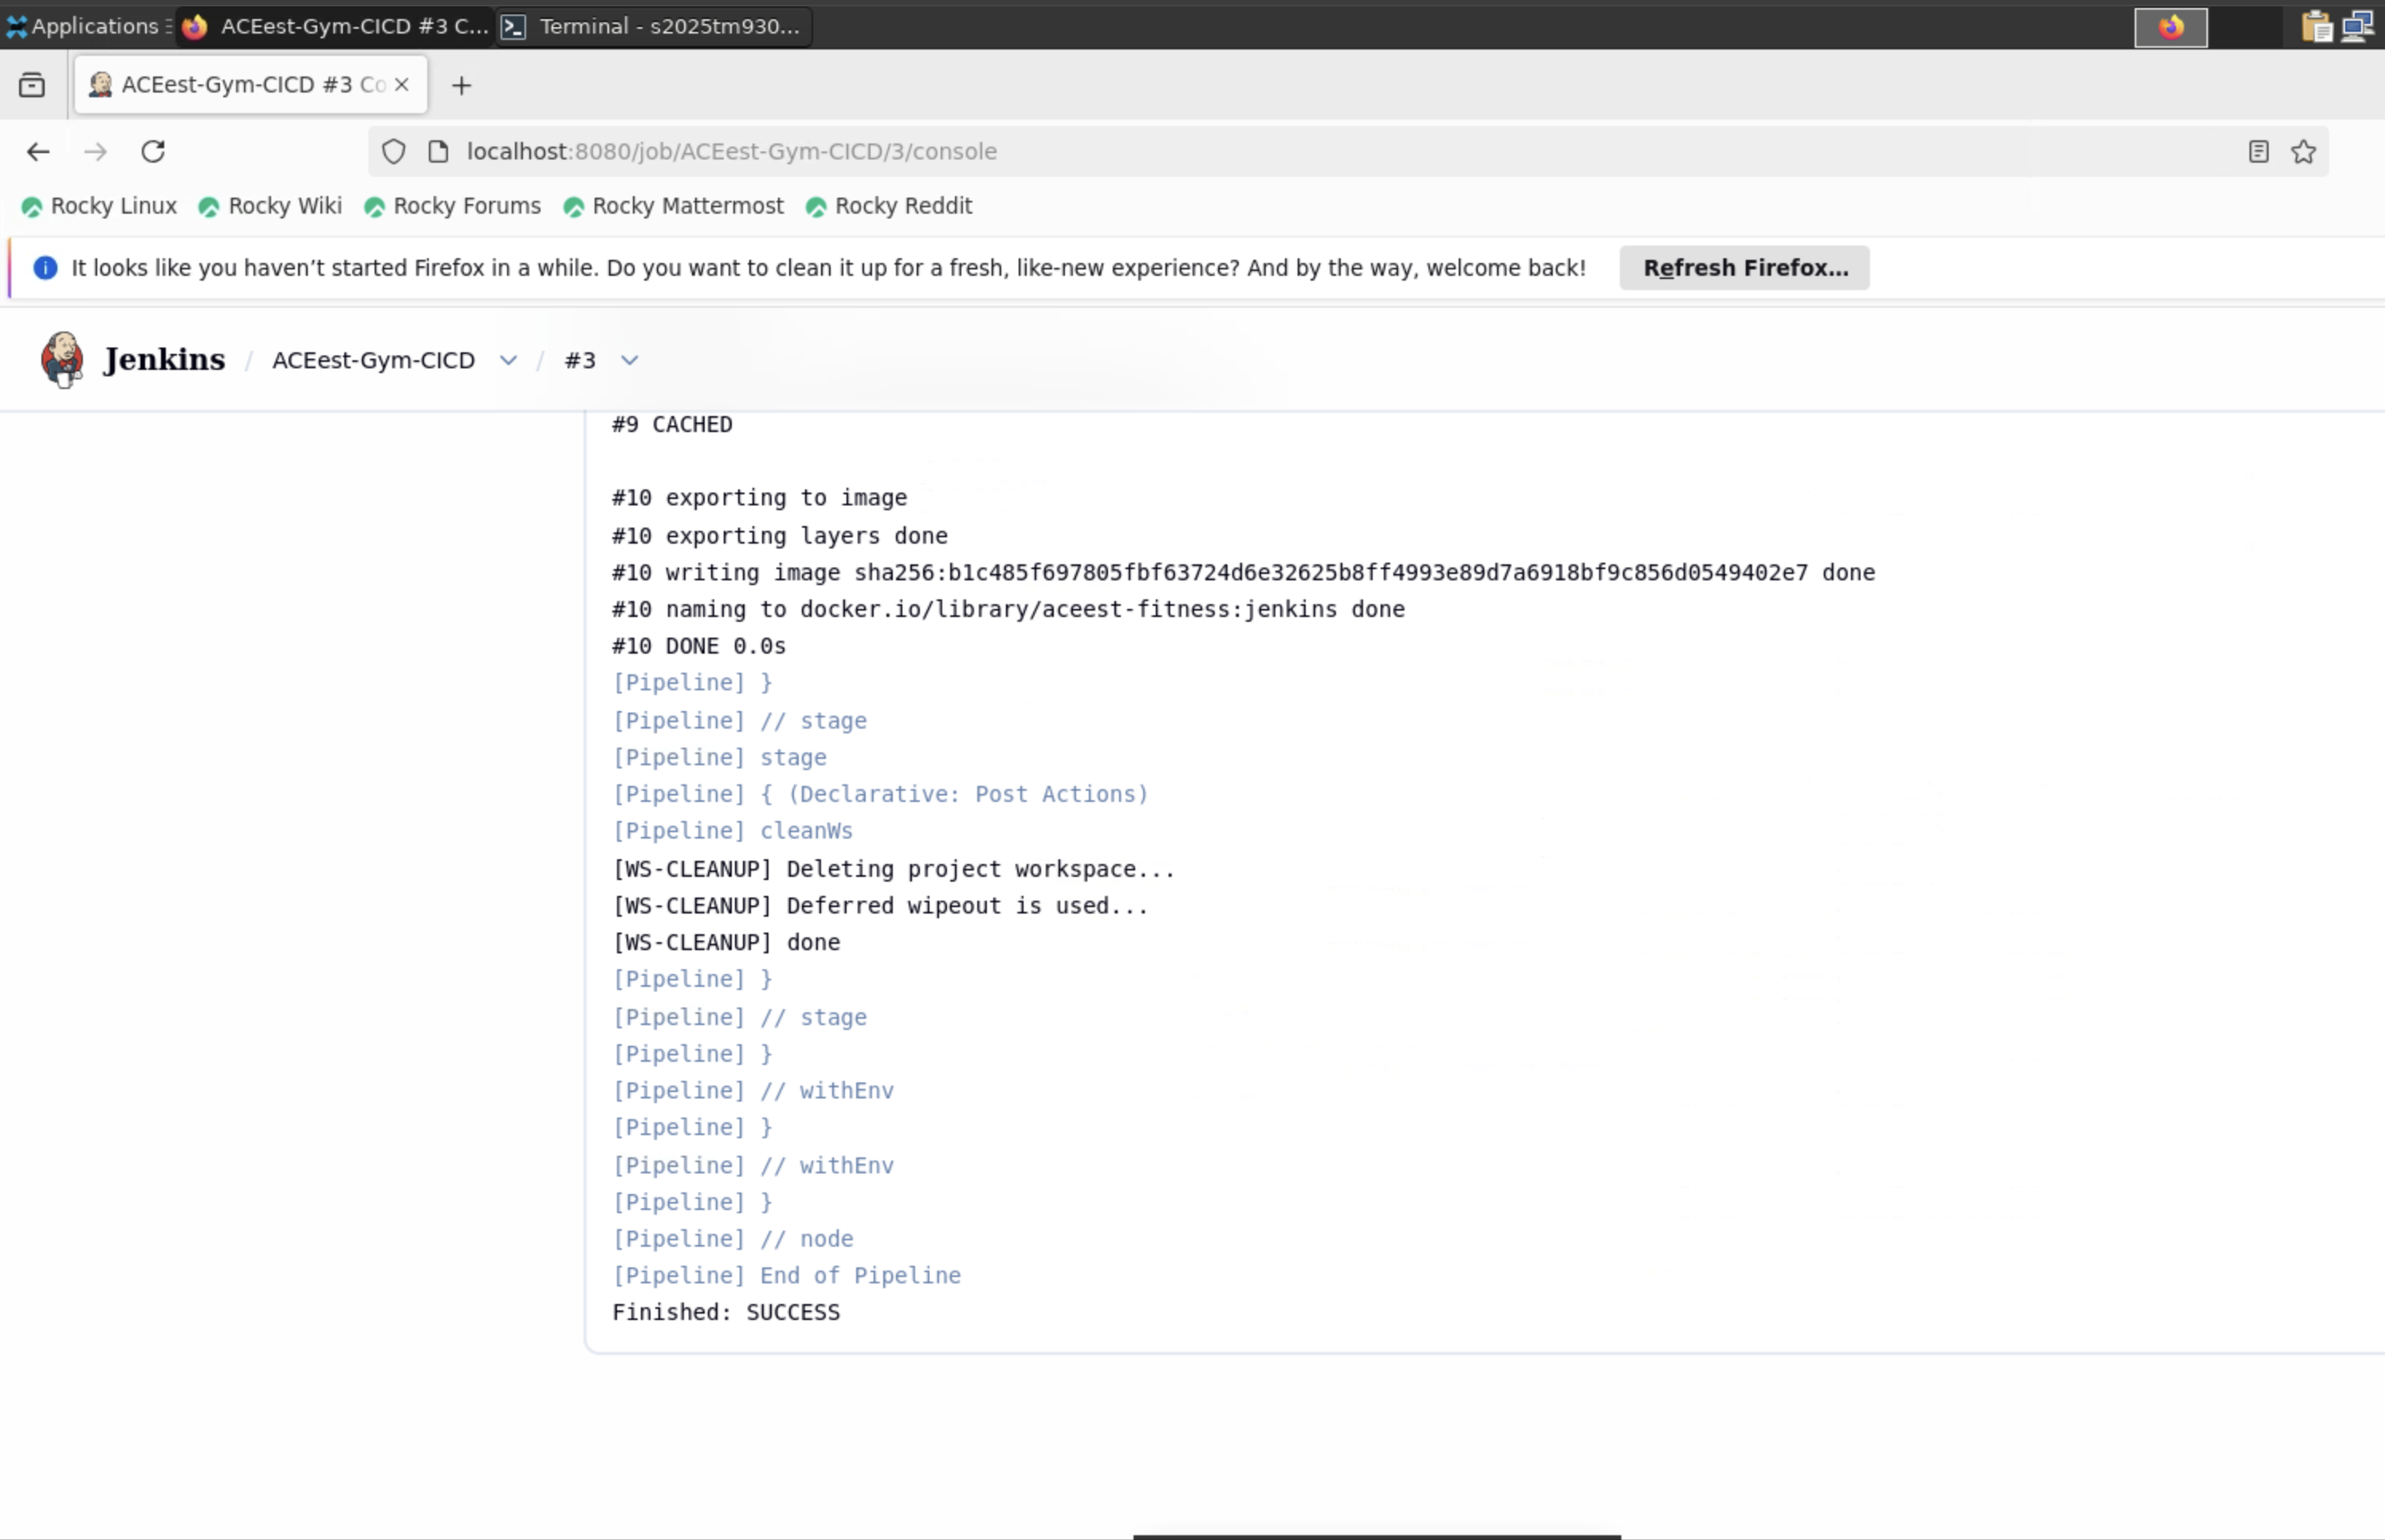 Applications
ACEest-Gym-CICD #3 C...
Terminal - s2025tm930...
ACEest-Gym-CICD #3 Co
localhost:8080/job/ACEest-Gym-CICD/3/console
Rocky Linux Rocky Wiki Rocky Forums Rocky Mattermost Rocky Reddit
It looks like you haven’t started Firefox in a while. Do you want to clean it up for a fresh, like-new experience? And by the way, welcome back! Refresh Firefox...
Jenkins / ACEest-Gym-CICD / #3
#9 CACHED
#10 exporting to image
#10 exporting layers done
#10 writing image sha256:b1c485f697805fbf63724d6e32625b8ff4993e89d7a6918bf9c856d0549402e7 done
#10 naming to docker.io/library/aceest-fitness:jenkins done
#10 DONE 0.0s
[Pipeline] }
[Pipeline] // stage
[Pipeline] stage
[Pipeline] { (Declarative: Post Actions)
[Pipeline] cleanWs
[WS-CLEANUP] Deleting project workspace...
[WS-CLEANUP] Deferred wipeout is used...
[WS-CLEANUP] done
[Pipeline] }
[Pipeline] // stage
[Pipeline] }
[Pipeline] // withEnv
[Pipeline] }
[Pipeline] // withEnv
[Pipeline] }
[Pipeline] // node
[Pipeline] End of Pipeline
Finished: SUCCESS